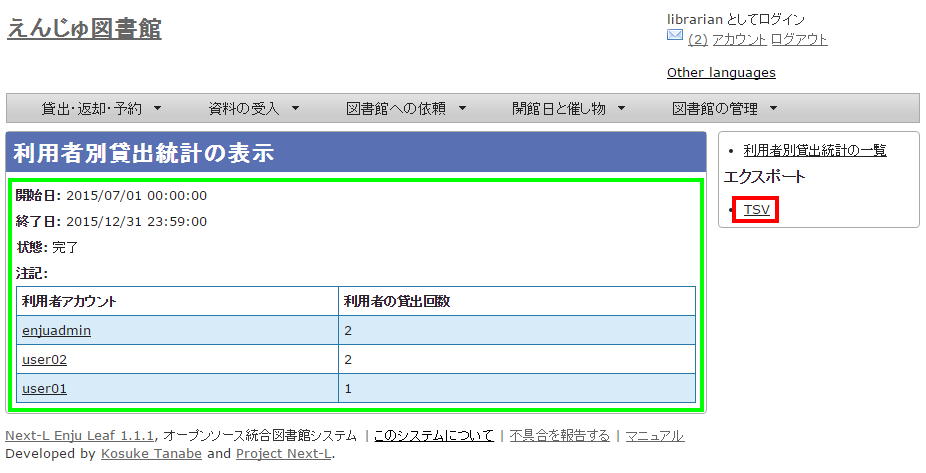 えんじゅ図書館
librarian としてログイン
(2) アカウント ログアウト
Other languages
貸出・返却・予約 ▼ 資料の受入 ▼ 図書館への依頼 ▼ 開館日と催し物 ▼ 図書館の管理 ▼
利用者別貸出統計の表示
開始日: 2015/07/01 00:00:00
終了日: 2015/12/31 23:59:00
状態: 完了
注記:
利用者アカウント 利用者の貸出回数
enjuadmin 2
user02 2
user01 1
• 利用者別貸出統計の一覧
エクスポート
• TSV
Next-L Enju Leaf 1.1.1, オープンソース統合図書館システム | このシステムについて | 不具合を報告する | マニュアル
Developed by Kosuke Tanabe and Project Next-L.